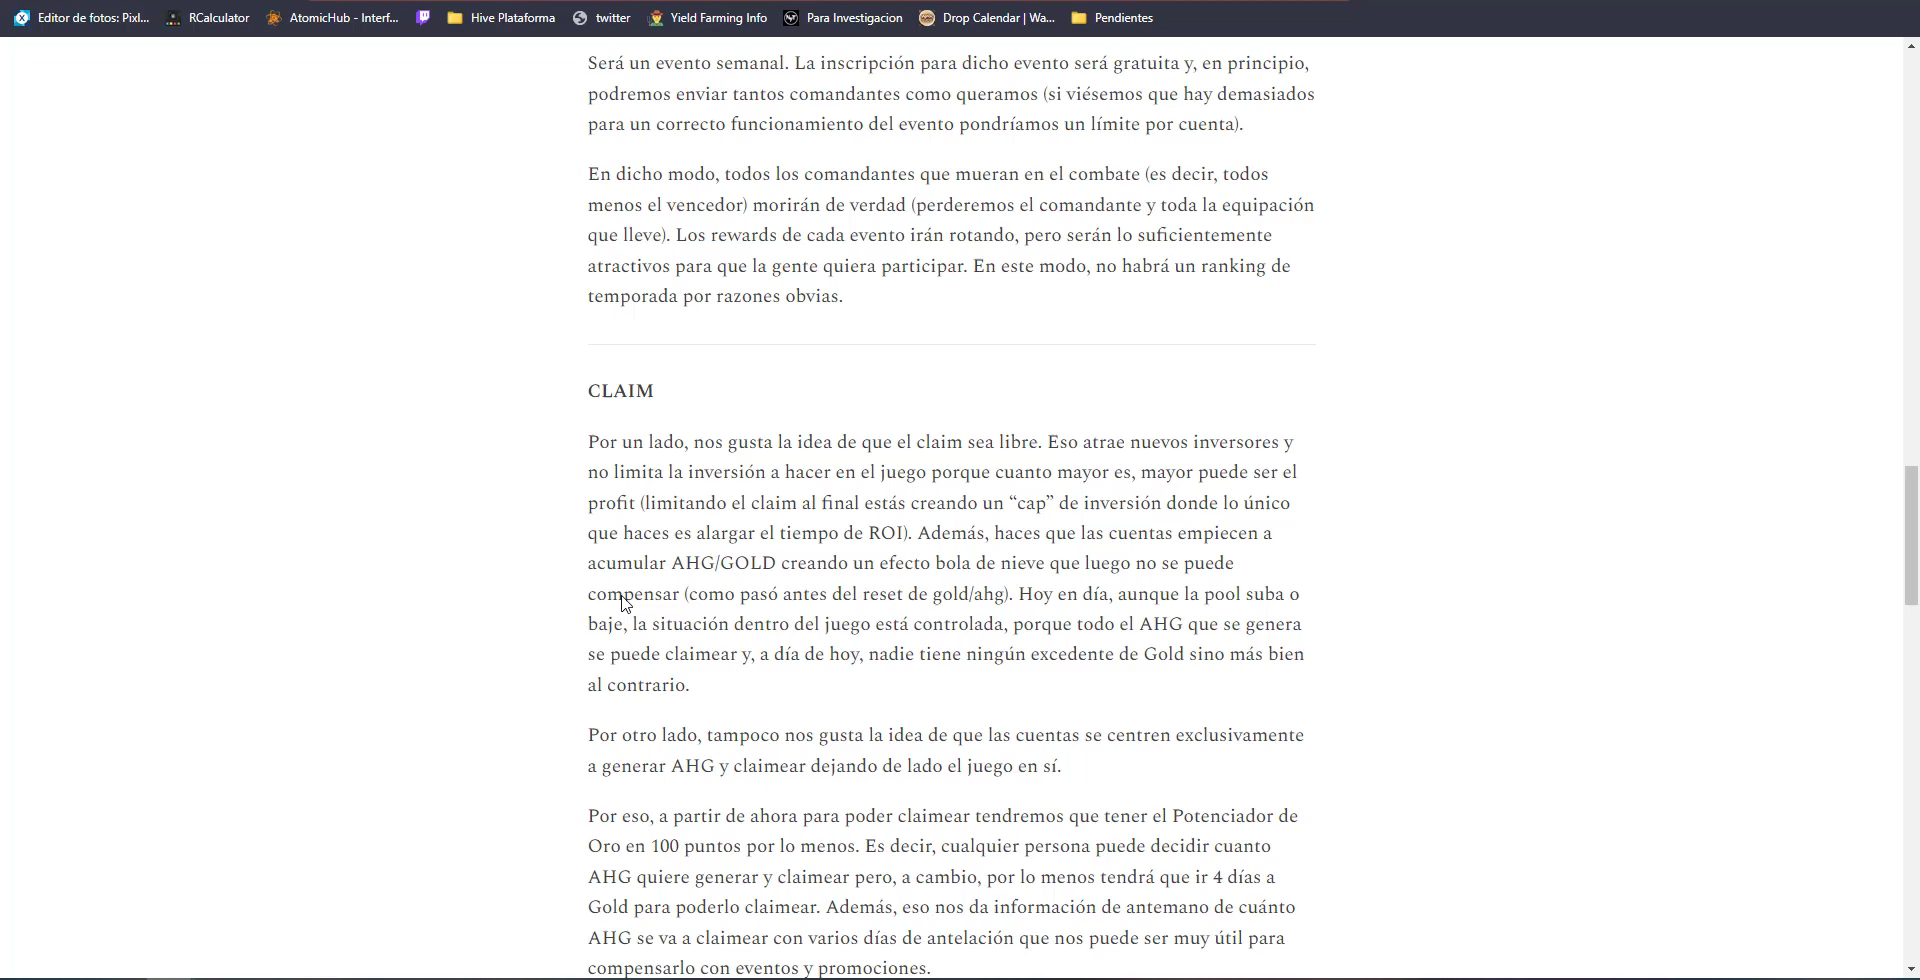 Editor de fotos: Pixl... RCalculator AtomicHub - Interf... Hive Plataforma twitter Yield Farming Info Para Investigacion Drop Calendar | Wa... Pendientes
Será un evento semanal. La inscripción para dicho evento será gratuita y, en principio,
podremos enviar tantos comandantes como queramos (si viésemos que hay demasiados
para un correcto funcionamiento del evento pondríamos un límite por cuenta).
En dicho modo, todos los comandantes que mueran en el combate (es decir, todos
menos el vencedor) morirán de verdad (perderemos el comandante y toda la equipación
que lleve). Los rewards de cada evento irán rotando, pero serán lo suficientemente
atractivos para que la gente quiera participar. En este modo, no habrá un ranking de
temporada por razones obvias.
CLAIM
Por un lado, nos gusta la idea de que el claim sea libre. Eso atrae nuevos inversores y
no limita la inversión a hacer en el juego porque cuanto mayor es, mayor puede ser el
profit (limitando el claim al final estás creando un “cap” de inversión donde lo único
que haces es alargar el tiempo de ROI). Además, haces que las cuentas empiecen a
acumular AHG/GOLD creando un efecto bola de nieve que luego no se puede
compensar (como pasó antes del reset de gold/ahg). Hoy en día, aunque la pool suba o
baje, la situación dentro del juego está controlada, porque todo el AHG que se genera
se puede claimear y, a día de hoy, nadie tiene ningún excedente de Gold sino más bien
al contrario.
Por otro lado, tampoco nos gusta la idea de que las cuentas se centren exclusivamente
a generar AHG y claimear dejando de lado el juego en sí.
Por eso, a partir de ahora para poder claimear tendremos que tener el Potenciador de
Oro en 100 puntos por lo menos. Es decir, cualquier persona puede decidir cuanto
AHG quiere generar y claimear pero, a cambio, por lo menos tendrá que ir 4 días a
Gold para poderlo claimear. Además, eso nos da información de antemano de cuánto
AHG se va a claimear con varios días de antelación que nos puede ser muy útil para
compensarlo con eventos y promociones.